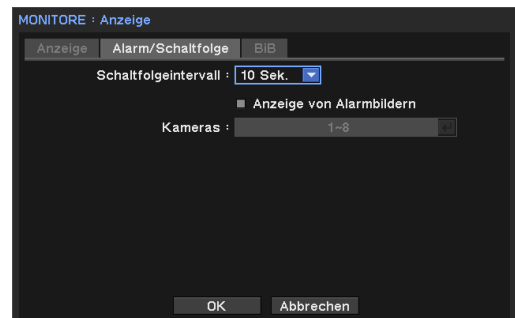 MONITORE : Anzeige
Anzeige Alarm/Schaltfolge BiB
Schaltfolgeintervall : 10 Sek.
Anzeige von Alarmbildern
Kameras : 1~8
OK Abbrechen